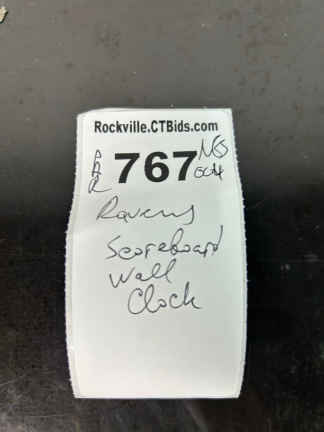 Rockville.CTBids.com
767
Ravens
Scoreboard
Wall
Clock